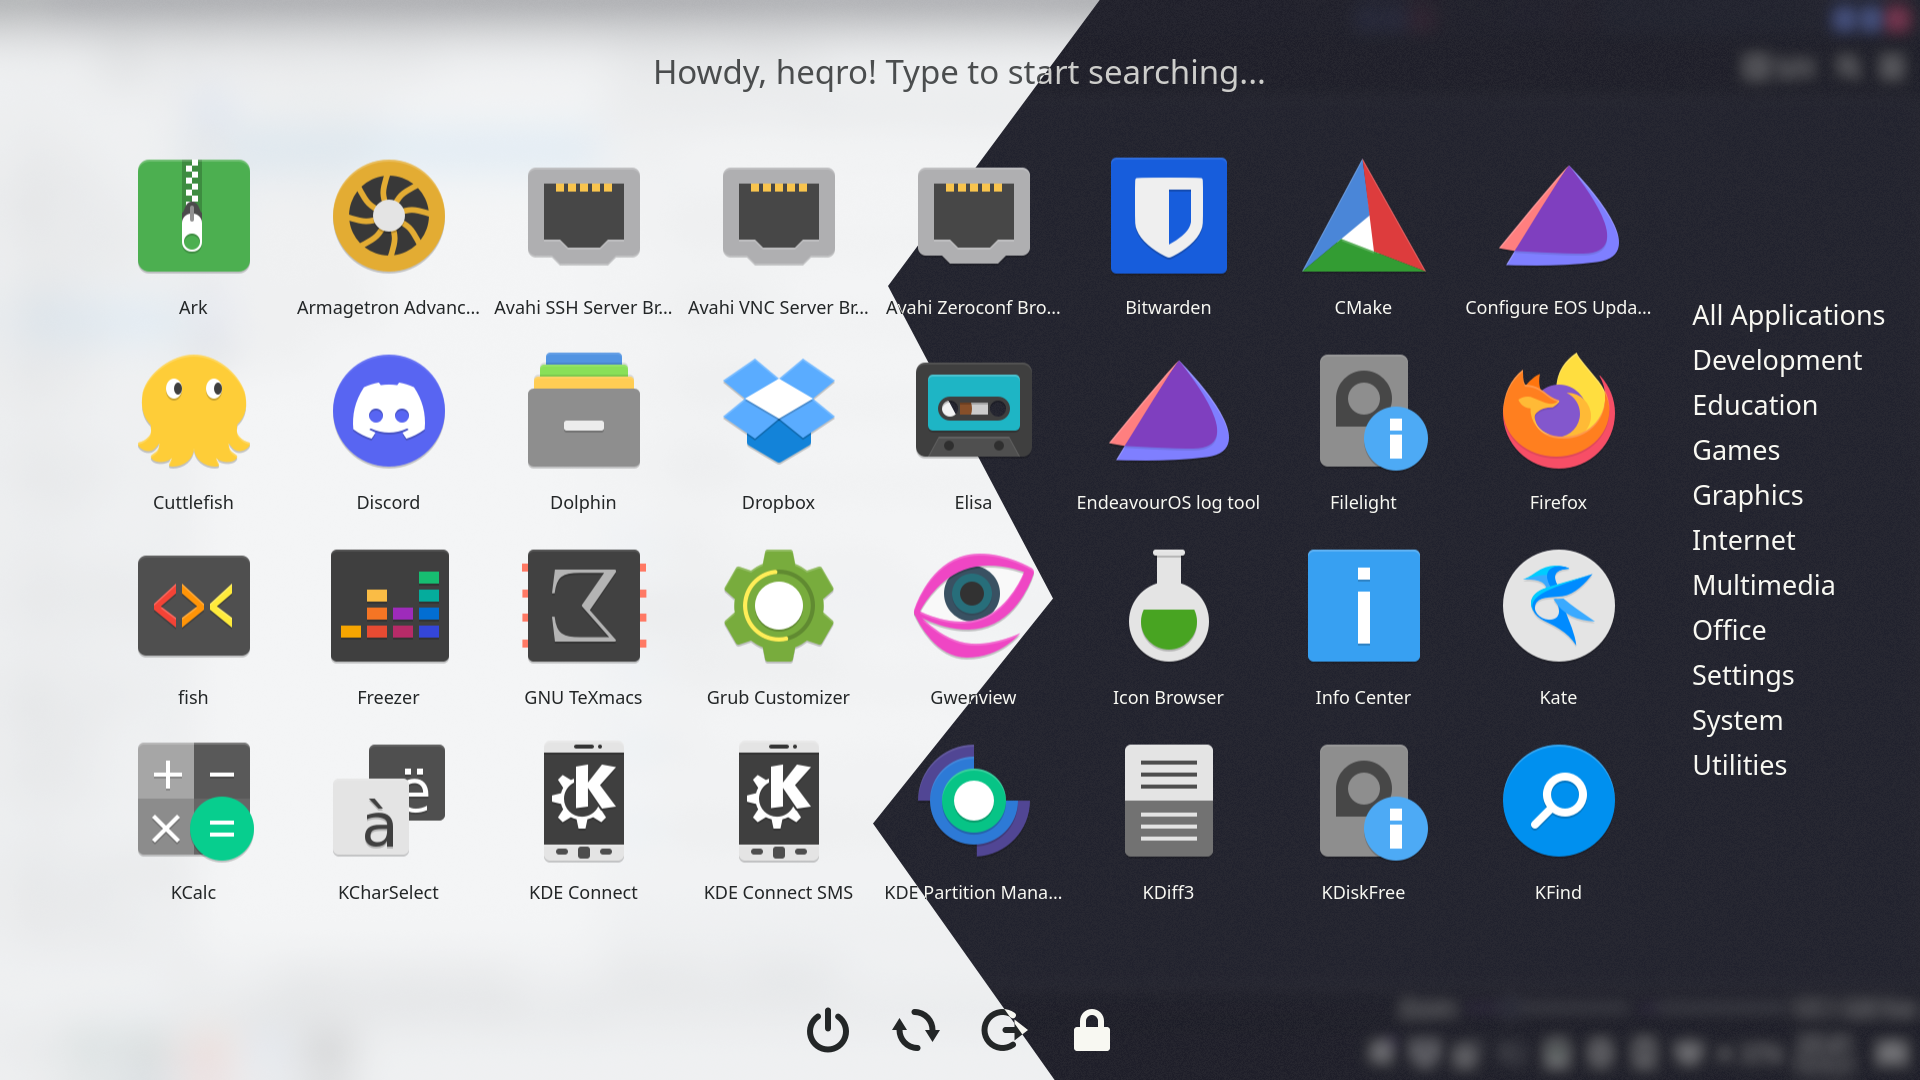 Howdy, heqro! Type to start searching...
Ark
Armagetron Advanc...
Avahi SSH Server Br...
Avahi VNC Server Br...
Avahi Zeroconf Bro...
Bitwarden
CMake
Configure EOS Upda...
Cuttlefish
Discord
Dolphin
Dropbox
Elisa
EndeavourOS log tool
Filelight
Firefox
fish
Freezer
GNU TeXmacs
Grub Customizer
Gwenview
Icon Browser
Info Center
Kate
KCalc
KCharSelect
KDE Connect
KDE Connect SMS
KDE Partition Mana...
KDiff3
KDiskFree
KFind
All Applications
Development
Education
Games
Graphics
Internet
Multimedia
Office
Settings
System
Utilities